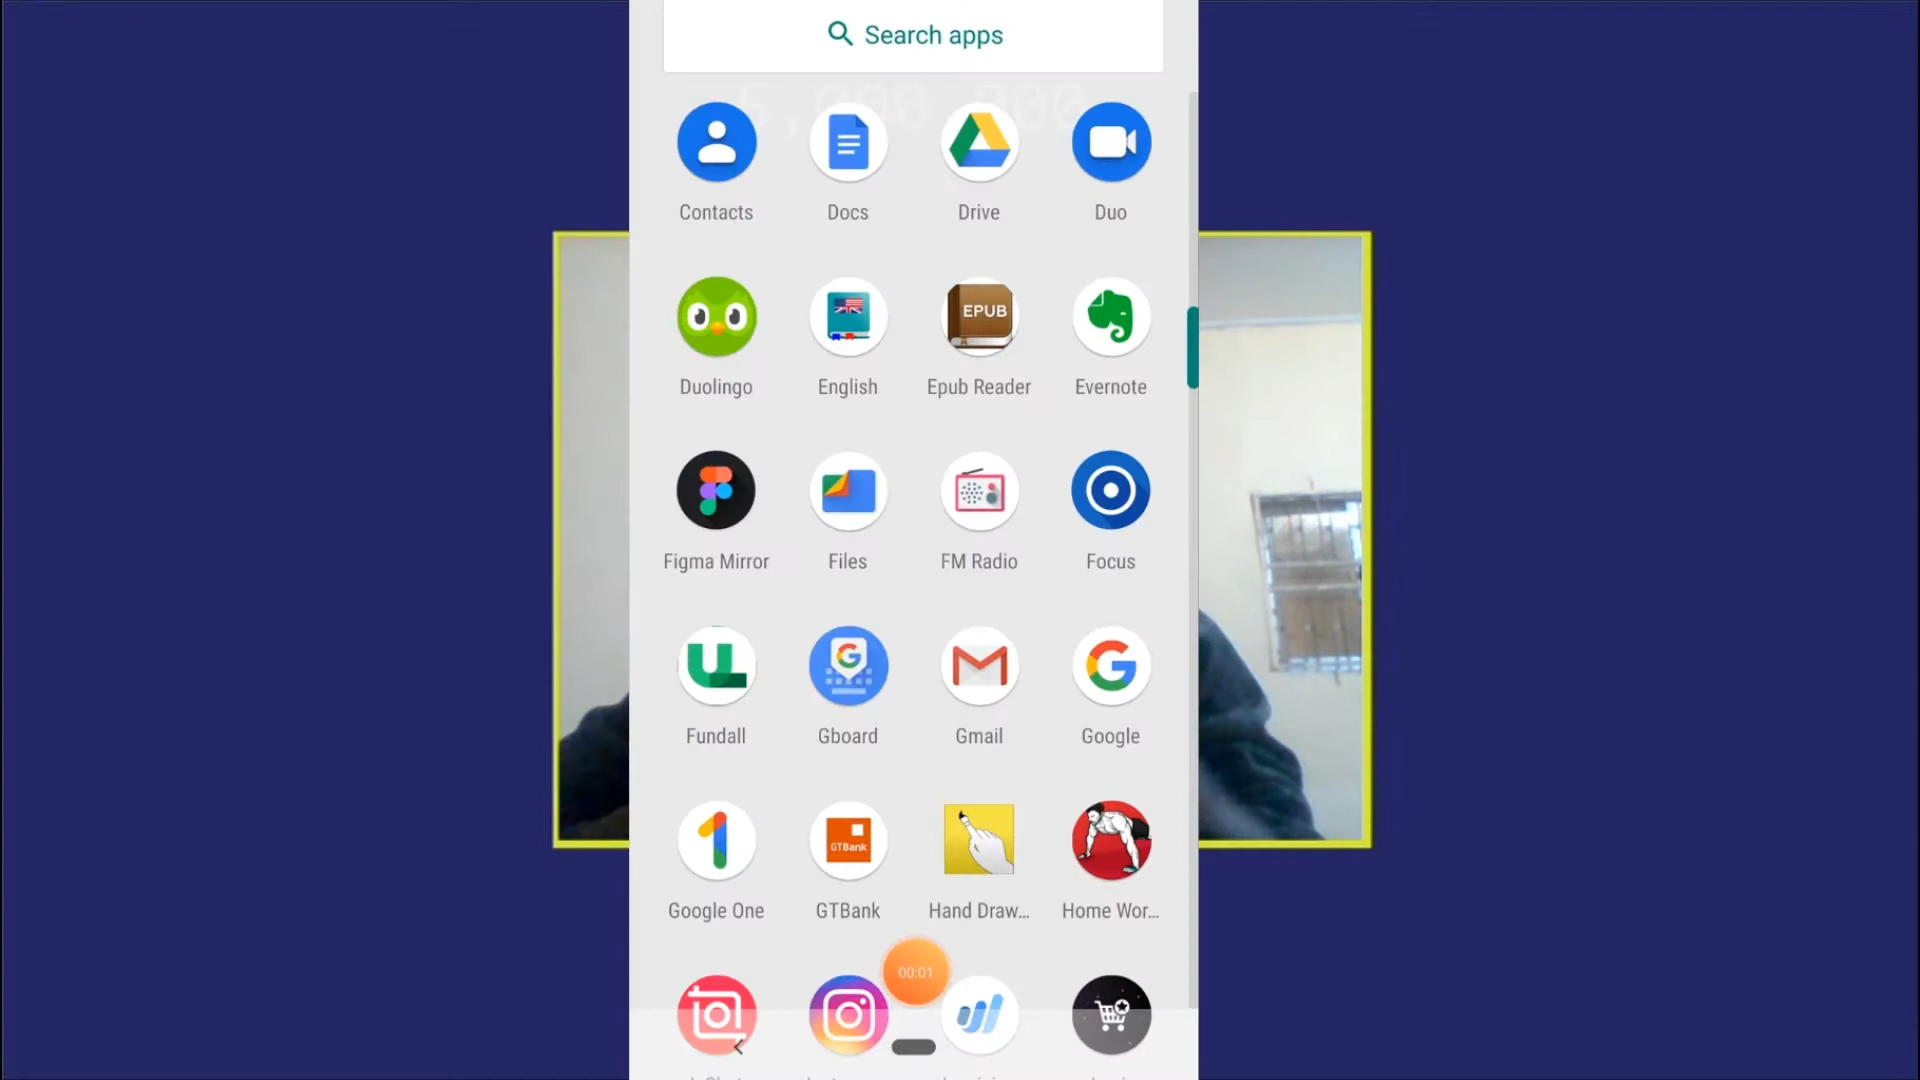 Search apps
Contacts Docs Drive Duo
EPUB
Duolingo English Epub Reader Evernote
Figma Mirror Files FM Radio Focus
Fundall Gboard Gmail Google
GTBank
Google One GTBank Hand Draw... Home Wor...
00:01